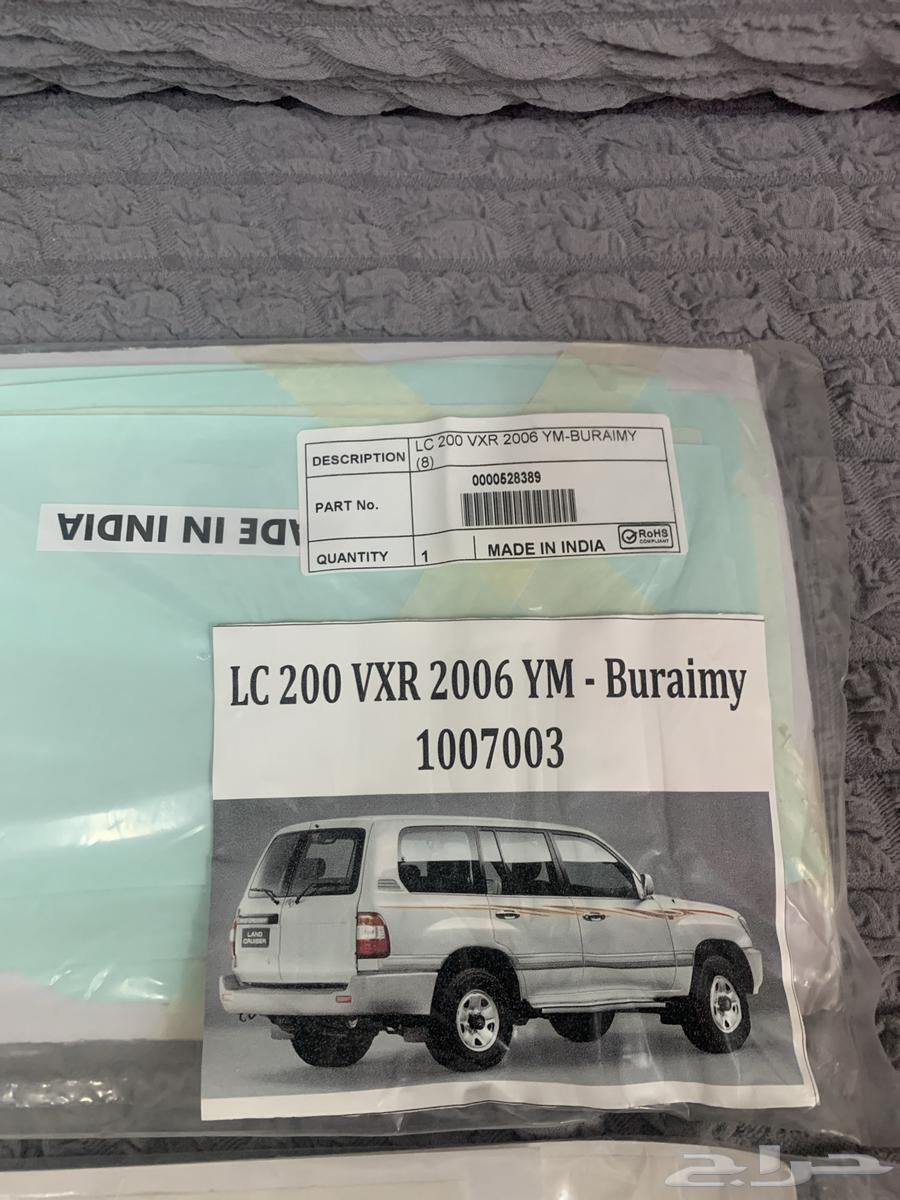 DESCRIPTION LC 200 VXR 2006 YM-BURAIMY
(8)
PART No. 0000528389
QUANTITY 1 MADE IN INDIA RoHS
COMPLIANT
ADE IN INDIA
LC 200 VXR 2006 YM - Buraimy
1007003
LAND
CRUISER
حراج